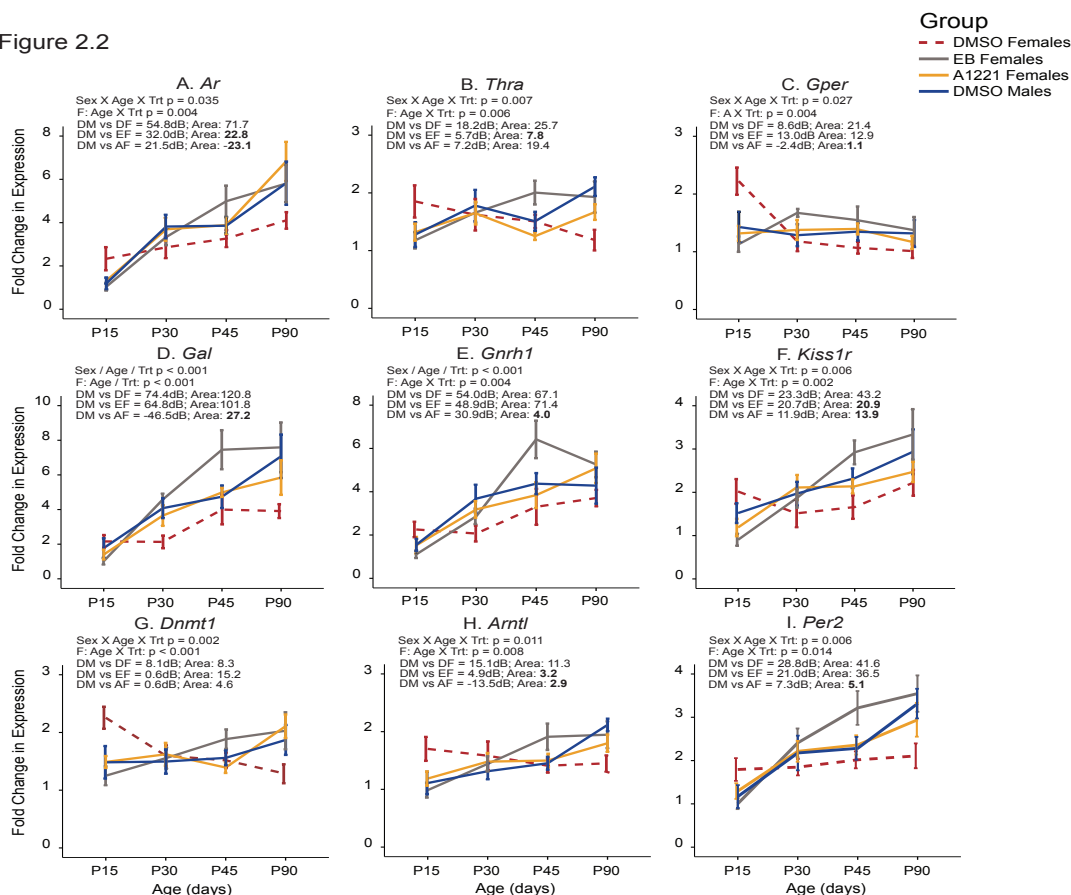 Figure 2.2
Group
DMSO Females
EB Females
A1221 Females
DMSO Males
A. Ar
Sex X Age X Trt p = 0.035
F: Age X Trt p = 0.004
DM vs DF = 54.8dB; Area: 71.7
DM vs EF = 32.0dB; Area: 22.8
DM vs AF = 21.5dB; Area: -23.1
Fold Change in Expression
8
6
4
2
0
P15 P30 P45 P90
B. Thra
Sex X Age X Trt: p = 0.007
F: Age X Trt: p = 0.006
DM vs DF = 18.2dB; Area: 25.7
DM vs EF = 5.7dB; Area: 7.8
DM vs AF = 7.2dB; Area: 19.4
3
2
1
0
P15 P30 P45 P90
C. Gper
Sex X Age X Trt: p = 0.027
F: A X Trt: p = 0.004
DM vs DF = 8.6dB; Area: 21.4
DM vs EF = 13.0dB; Area: 12.9
DM vs AF = -2.4dB; Area:1.1
3
2
1
0
P15 P30 P45 P90
D. Gal
Sex / Age / Trt p < 0.001
F: Age / Trt: p < 0.001
DM vs DF = 74.4dB; Area:120.8
DM vs EF = 64.8dB; Area:101.8
DM vs AF = -46.5dB; Area: 27.2
Fold Change in Expression
10
8
6
4
2
0
P15 P30 P45 P90
E. Gnrh1
Sex / Age / Trt: p < 0.001
F: Age X Trt: p = 0.004
DM vs DF = 54.0dB; Area: 67.1
DM vs EF = 48.9dB; Area: 71.4
DM vs AF = 30.9dB; Area: 4.0
8
6
4
2
0
P15 P30 P45 P90
F. Kiss1r
Sex X Age X Trt: p = 0.006
F: Age X Trt: p = 0.002
DM vs DF = 23.3dB; Area: 43.2
DM vs EF = 20.7dB; Area: 20.9
DM vs AF = 11.9dB; Area: 13.9
4
3
2
1
0
P15 P30 P45 P90
G. Dnmt1
Sex X Age X Trt p = 0.002
F: Age X Trt: p < 0.001
DM vs DF = 8.1dB; Area: 8.3
DM vs EF = 0.6dB; Area: 15.2
DM vs AF = 0.6dB; Area: 4.6
Fold Change in Expression
3
2
1
0
P15 P30 P45 P90
Age (days)
H. Arntl
Sex X Age X Trt: p = 0.011
F: Age X Trt: p = 0.008
DM vs DF = 15.1dB; Area: 11.3
DM vs EF = 4.9dB; Area: 3.2
DM vs AF = -13.5dB; Area: 2.9
3
2
1
0
P15 P30 P45 P90
Age (days)
I. Per2
Sex X Age X Trt: p = 0.006
F: Age X Trt: p = 0.014
DM vs DF = 28.8dB; Area: 41.6
DM vs EF = 21.0dB; Area: 36.5
DM vs AF = 7.3dB; Area: 5.1
4
3
2
1
0
P15 P30 P45 P90
Age (days)